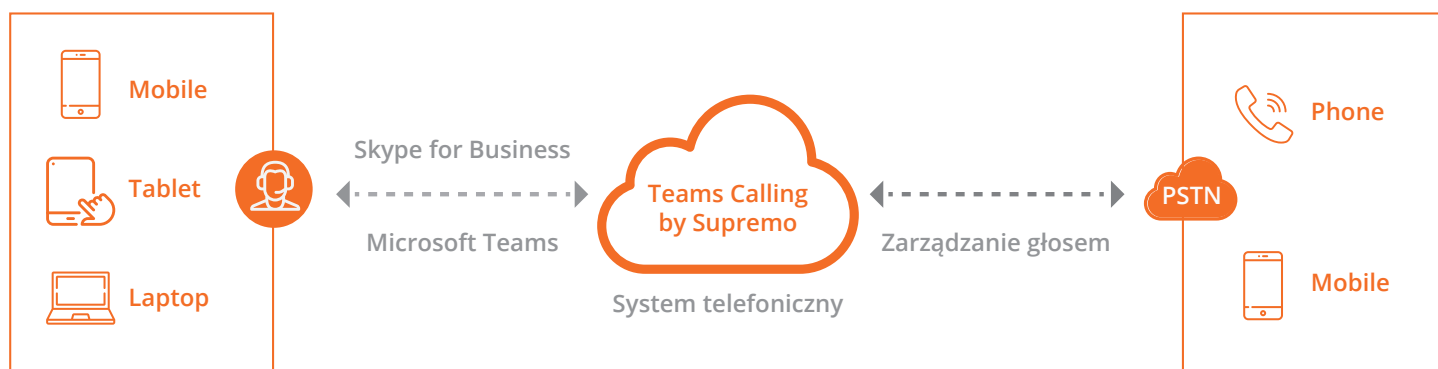 Mobile
Tablet
Laptop
Skype for Business
Microsoft Teams
Teams Calling
by Supremo
System telefoniczny
Zarządzanie głosem
PSTN
Phone
Mobile